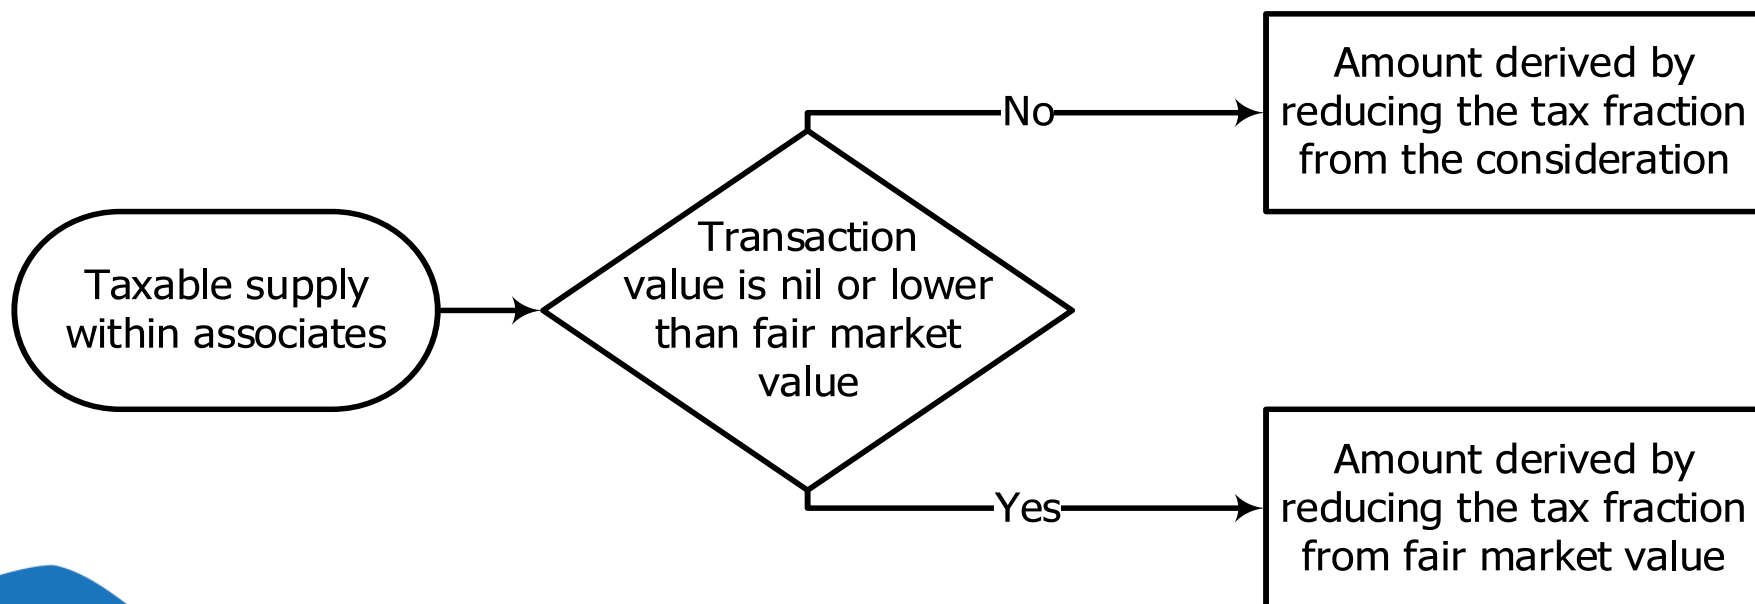 Taxable supply
within associates
Transaction
value is nil or lower
than fair market
value
No
Amount derived by
reducing the tax fraction
from the consideration
Yes
Amount derived by
reducing the tax fraction
from fair market value